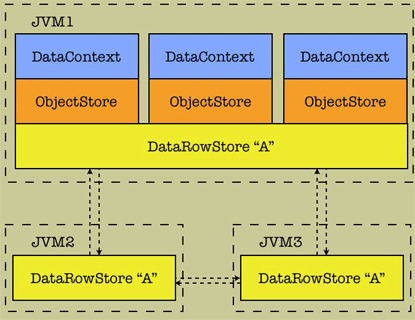 JVM1
DataContext DataContext DataContext
ObjectStore ObjectStore ObjectStore
DataRowStore “A”
JVM2 JVM3
DataRowStore “A” DataRowStore “A”